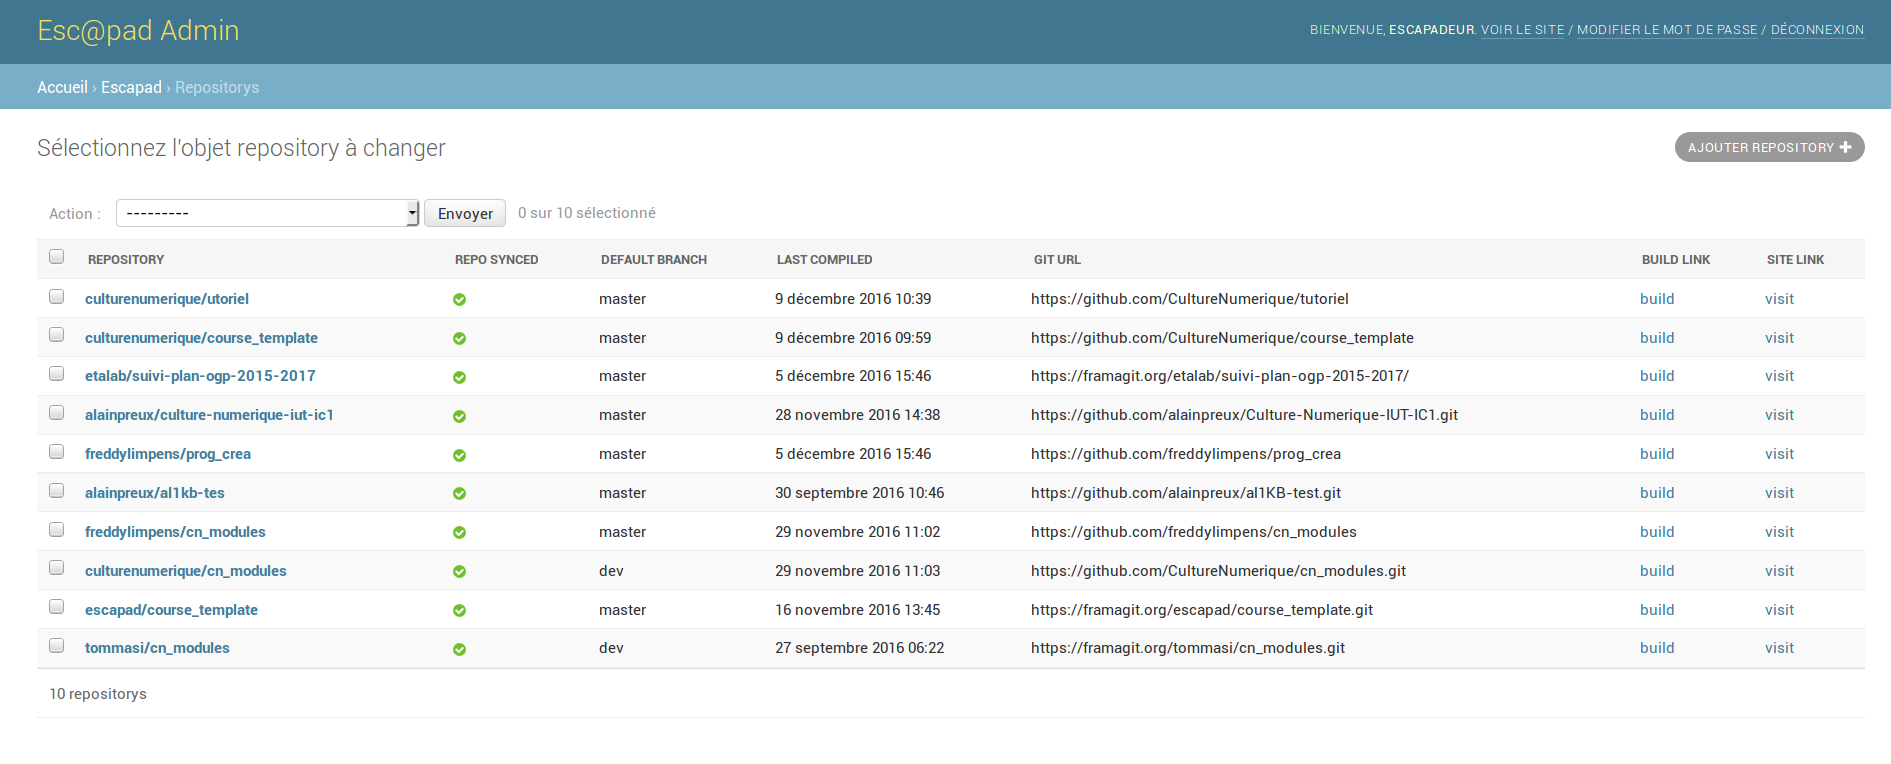 Esc@pad Admin
BIENVENUE, ESCAPADEUR. VOIR LE SITE / MODIFIER LE MOT DE PASSE / DÉCONNEXION
Accueil › Escapad › Repositorys
Sélectionnez l'objet repository à changer
AJOUTER REPOSITORY
Action : --------- Envoyer 0 sur 10 sélectionné
REPOSITORY REPO SYNCED DEFAULT BRANCH LAST COMPILED GIT URL BUILD LINK SITE LINK
culturenumerique/utoriel master 9 décembre 2016 10:39 https://github.com/CultureNumerique/tutoriel build visit
culturenumerique/course_template master 9 décembre 2016 09:59 https://github.com/CultureNumerique/course_template build visit
etalab/suivi-plan-ogp-2015-2017 master 5 décembre 2016 15:46 https://framagit.org/etalab/suivi-plan-ogp-2015-2017/ build visit
alainpreux/culture-numerique-iut-ic1 master 28 novembre 2016 14:38 https://github.com/alainpreux/Culture-Numerique-IUT-IC1.git build visit
freddylimpens/prog_crea master 5 décembre 2016 15:46 https://github.com/freddylimpens/prog_crea build visit
alainpreux/al1kb-tes master 30 septembre 2016 10:46 https://github.com/alainpreux/al1KB-test.git build visit
freddylimpens/cn_modules master 29 novembre 2016 11:02 https://github.com/freddylimpens/cn_modules build visit
culturenumerique/cn_modules dev 29 novembre 2016 11:03 https://github.com/CultureNumerique/cn_modules.git build visit
escapad/course_template master 16 novembre 2016 13:45 https://framagit.org/escapad/course_template.git build visit
tommasi/cn_modules dev 27 septembre 2016 06:22 https://framagit.org/tommasi/cn_modules.git build visit
10 repositorys